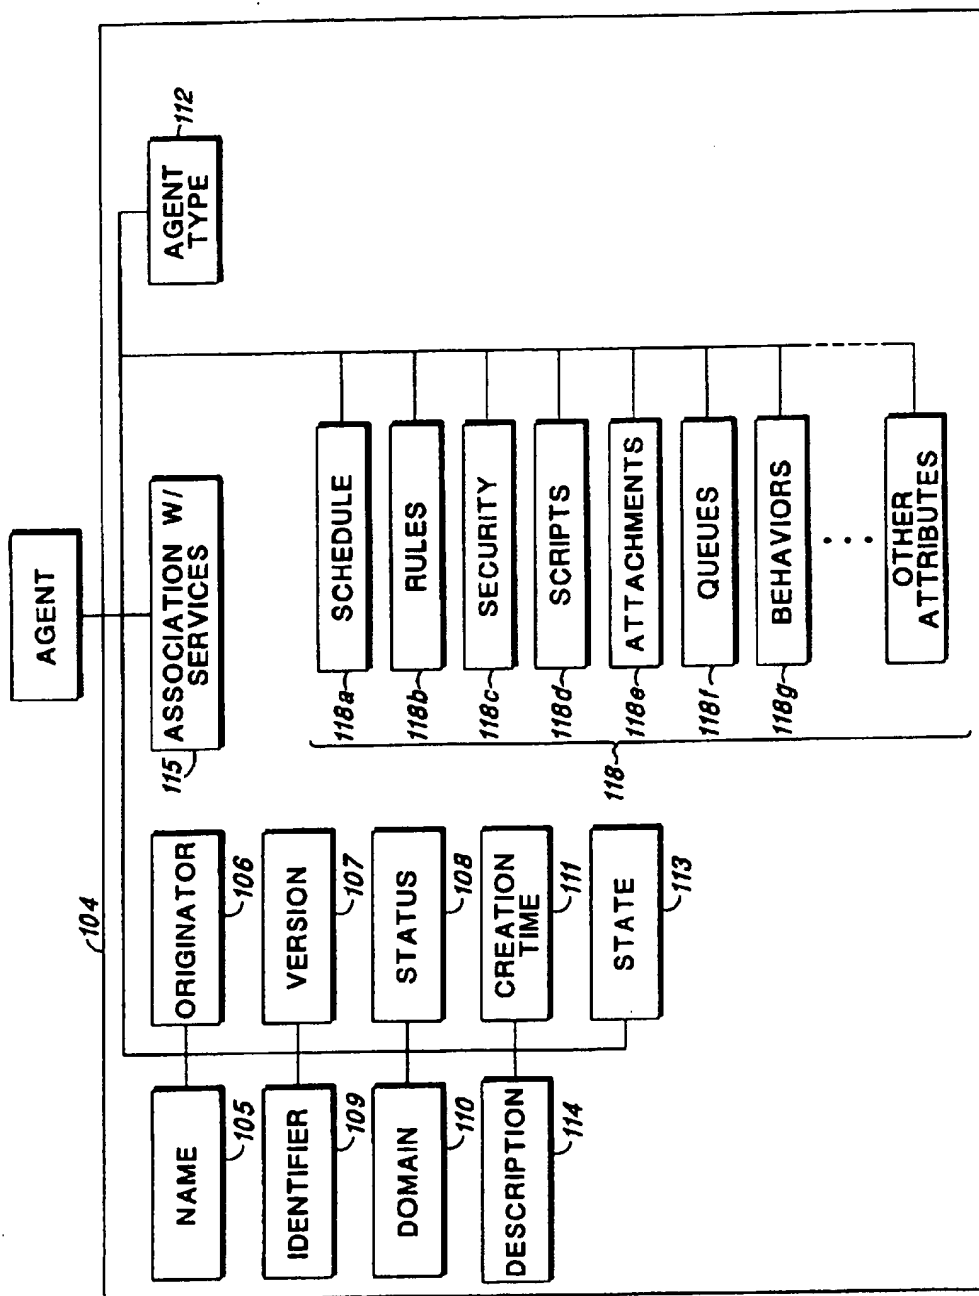 AGENT
104
NAME
105
ORIGINATOR
106
ASSOCIATION W/
SERVICES
115
AGENT
TYPE
112
IDENTIFIER
109
VERSION
107
DOMAIN
110
STATUS
108
DESCRIPTION
114
CREATION
TIME
111
STATE
113
118
118a
SCHEDULE
118b
RULES
118c
SECURITY
118d
SCRIPTS
118e
ATTACHMENTS
118f
QUEUES
118g
BEHAVIORS
OTHER
ATTRIBUTES